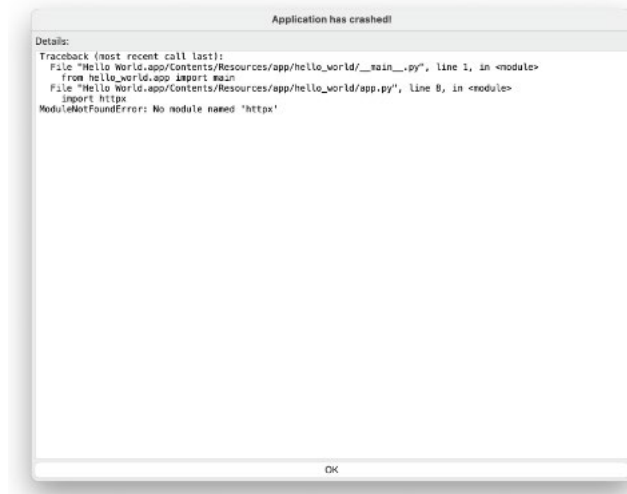 Application has crashed!
Details:
Traceback (most recent call last):
File "Hello World.app/Contents/Resources/app/hello_world/__main__.py", line 1, in <module>
from hello_world.app import main
File "Hello World.app/Contents/Resources/app/hello_world/app.py", line 8, in <module>
import httpx
ModuleNotFoundError: No module named 'httpx'
OK